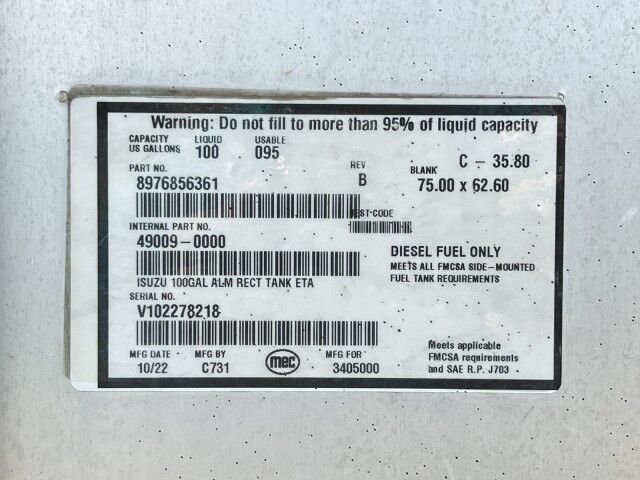 Warning: Do not fill to more than 95% of liquid capacity
CAPACITY LIQUID USABLE
US GALLONS 100 095
C - 35.80
PART NO. REV BLANK
8976856361 B 75.00 x 62.60
EST-CODE
INTERNAL PART NO.
49009-0000
DIESEL FUEL ONLY
MEETS ALL FMCSA SIDE-MOUNTED
FUEL TANK REQUIREMENTS
ISUZU 100GAL ALM RECT TANK ETA
SERIAL NO.
V102278218
MFG DATE MFG BY mec MFG FOR
10/22 C731 3405000
Meets applicable
FMCSA requirements
and SAE R.P. J703